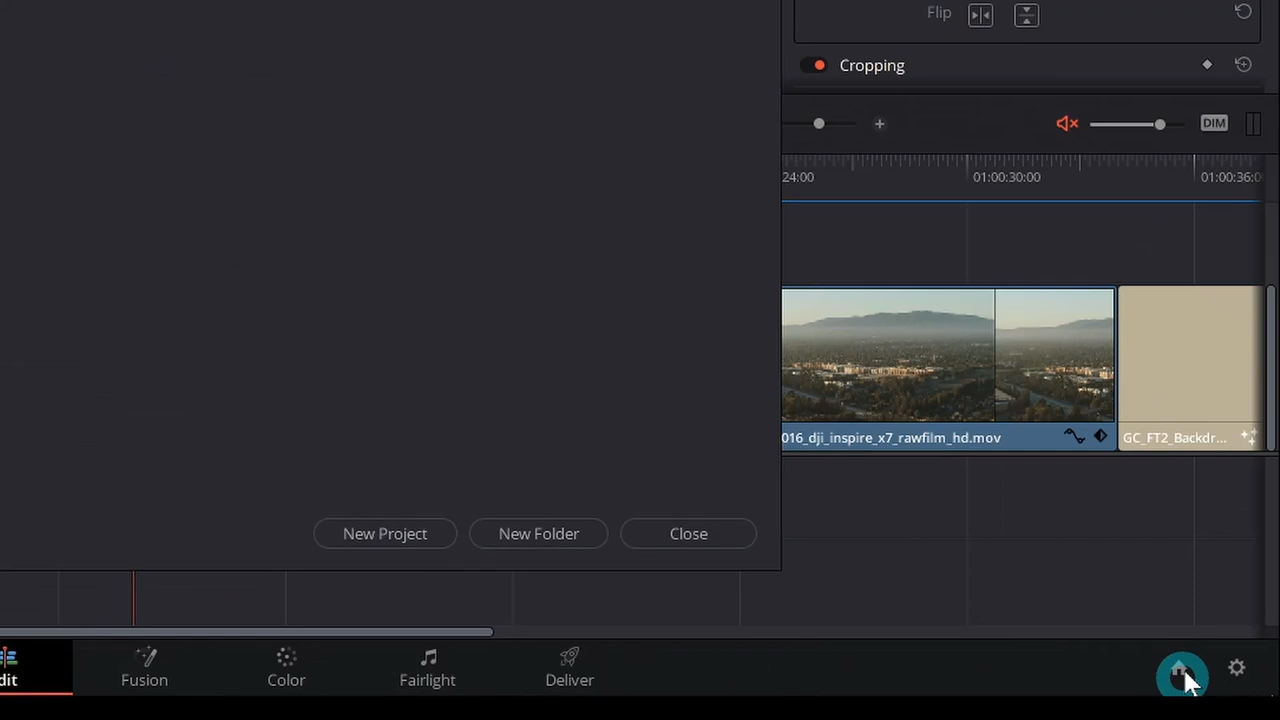 Flip
Cropping
DIM
24:00
01:00:30:00
01:00:36:0
016_dji_inspire_x7_rawfilm_hd.mov
GC_FT2_Backdr...
New Project
New Folder
Close
dit
Fusion
Color
Fairlight
Deliver